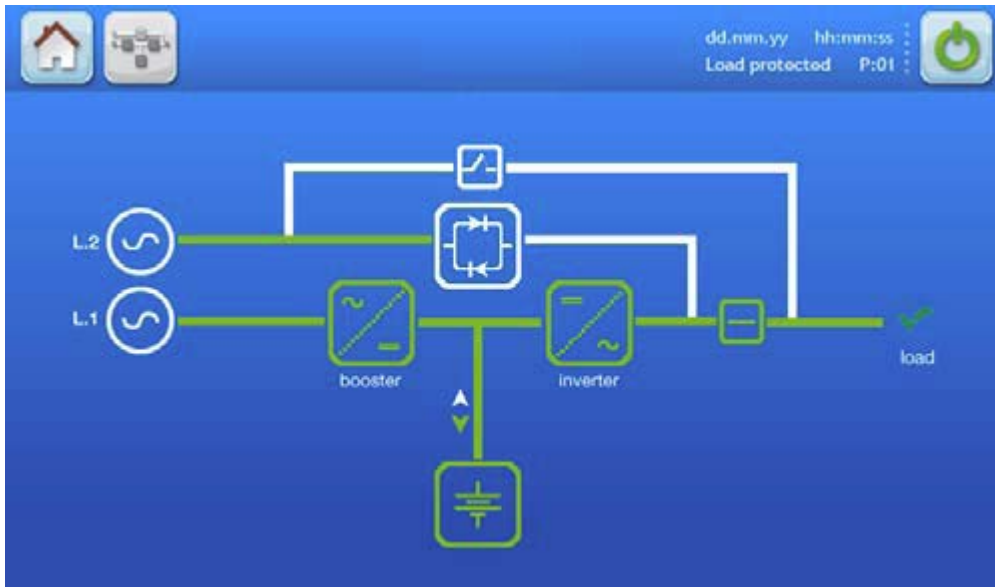 dd.mm.yy hh:mm:ss
Load protected P:01
L.2
L.1
load
booster
inverter